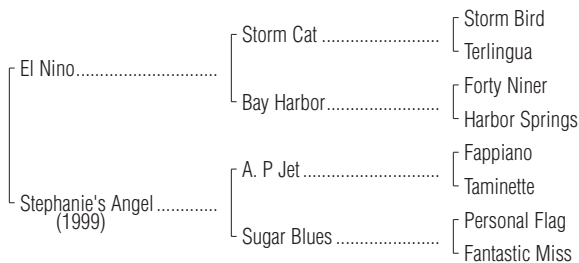 Storm Bird
Storm Cat
Terlingua
El Nino
Forty Niner
Bay Harbor
Harbor Springs
Fappiano
A. P Jet
Taminette
Stephanie's Angel
(1999)
Personal Flag
Sugar Blues
Fantastic Miss